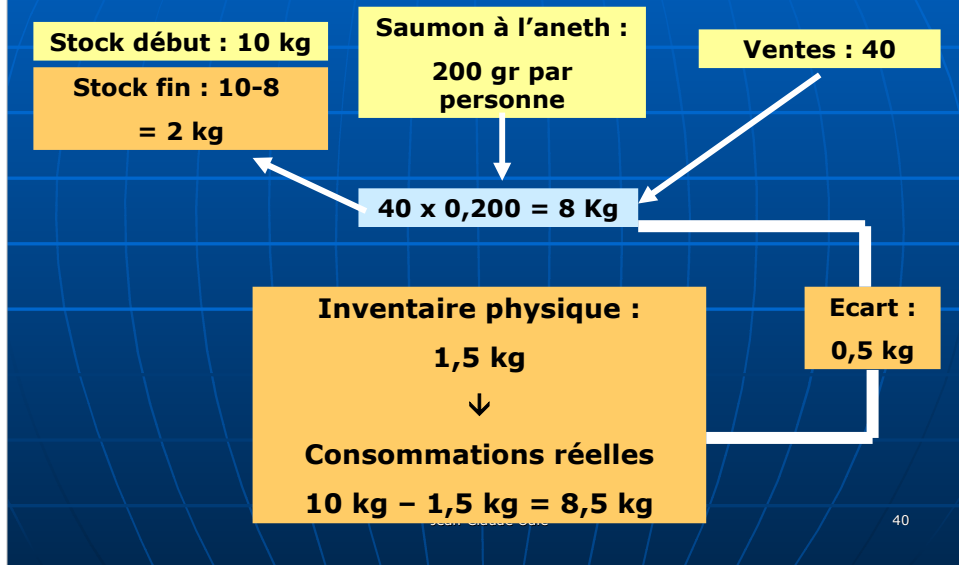 Stock début : 10 kg
Stock fin : 10-8
= 2 kg
Saumon à l’aneth :
200 gr par
personne
Ventes : 40
40 x 0,200 = 8 Kg
Inventaire physique :
1,5 kg
↓
Consommations réelles
10 kg – 1,5 kg = 8,5 kg
Ecart :
0,5 kg
40